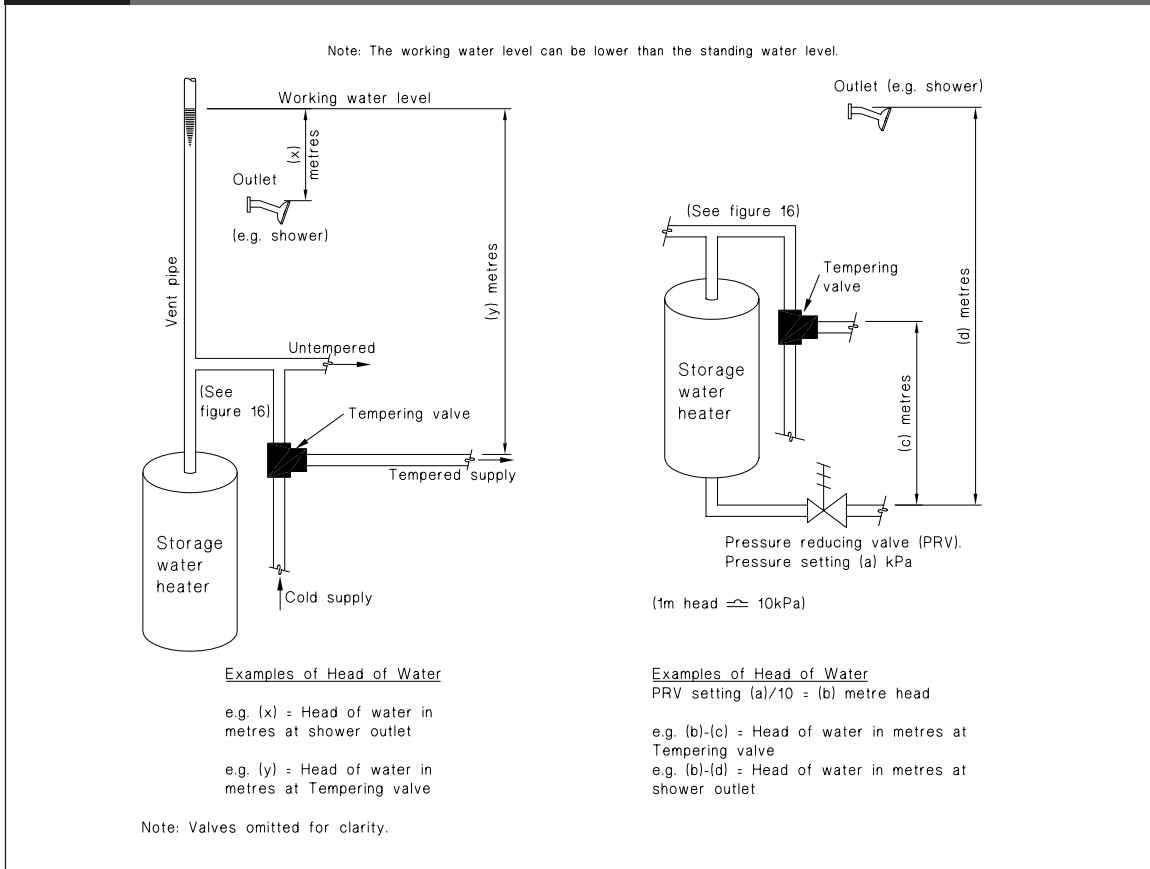 Note: The working water level can be lower than the standing water level.
Working water level
(x)
metres
Outlet
(e.g. shower)
(y) metres
Vent pipe
Untempered
(See
figure 16)
Tempering valve
Tempered supply
Storage
water
heater
Cold supply
Examples of Head of Water
e.g. (x) = Head of water in
metres at shower outlet
e.g. (y) = Head of water in
metres at Tempering valve
Note: Valves omitted for clarity.
Outlet (e.g. shower)
(See figure 16)
Tempering
valve
(d) metres
(c) metres
Storage
water
heater
Pressure reducing valve (PRV).
Pressure setting (a) kPa
(1m head ≏ 10kPa)
Examples of Head of Water
PRV setting (a)/10 = (b) metre head
e.g. (b)-(c) = Head of water in metres at
Tempering valve
e.g. (b)-(d) = Head of water in metres at
shower outlet